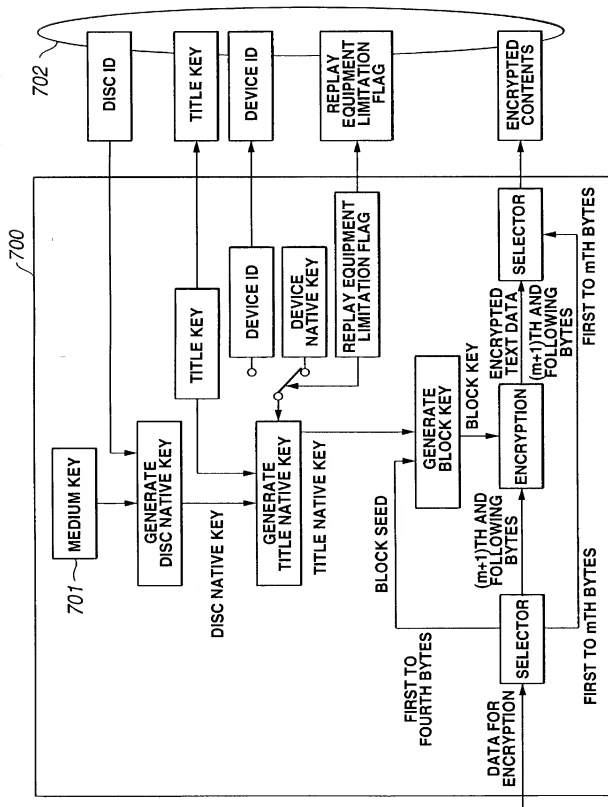 700
702
MEDIUM KEY
701
DISC ID
GENERATE
DISC NATIVE KEY
DISC NATIVE KEY
TITLE KEY
TITLE KEY
DEVICE ID
DEVICE ID
DEVICE
NATIVE KEY
GENERATE
TITLE NATIVE KEY
TITLE NATIVE KEY
REPLAY EQUIPMENT
LIMITATION FLAG
REPLAY
EQUIPMENT
LIMITATION
FLAG
BLOCK SEED
GENERATE
BLOCK KEY
BLOCK KEY
FIRST TO
FOURTH BYTES
DATA FOR
ENCRYPTION
SELECTOR
(m+1)TH AND
FOLLOWING
BYTES
ENCRYPTION
ENCRYPTED
TEXT DATA
(m+1)TH AND
FOLLOWING
BYTES
SELECTOR
ENCRYPTED
CONTENTS
FIRST TO mTH BYTES
FIRST TO mTH BYTES